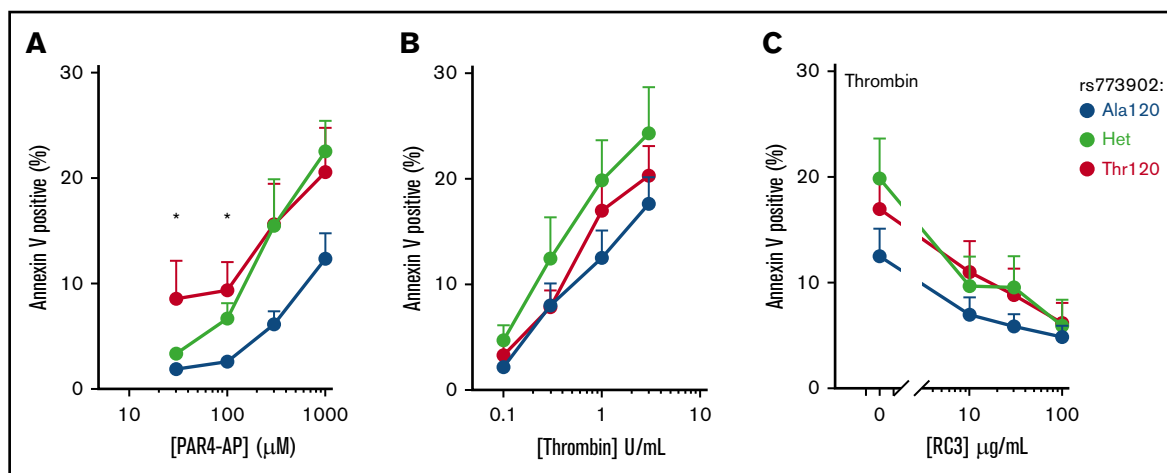 A
Annexin V positive (%)
30
20
10
0
*
*
10
100
1000
[PAR4-AP] (μM)
B
Annexin V positive (%)
30
20
10
0
0.1
1
10
[Thrombin] U/mL
C
Annexin V positive (%)
30
20
10
0
Thrombin
0
10
100
[RC3] μg/mL
rs773902:
Ala120
Het
Thr120